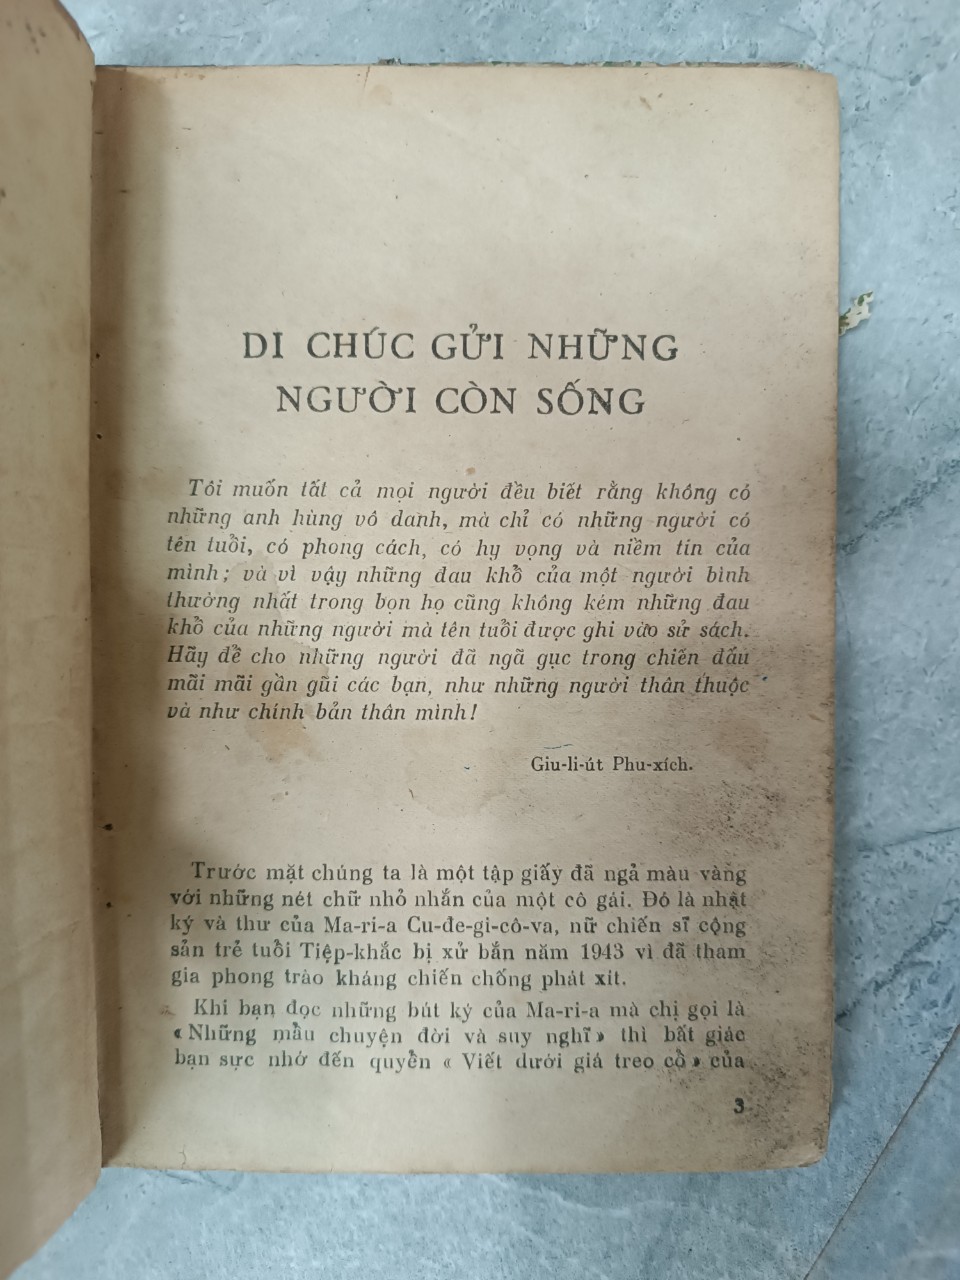 DI CHÚC GỬI NHỮNG
NGƯỜI CÒN SỐNG
Tôi muốn tất cả mọi người đều biết rằng không có
những anh hùng vô danh, mà chỉ có những người có
tên tuổi, có phong cách, có hy vọng và niềm tin của
mình; và vì vậy những đau khổ của một người bình
thường nhất trong bọn họ cũng không kém những đau
khổ của những người mà tên tuổi được ghi vào sử sách.
Hãy để cho những người đã ngã gục trong chiến đấu
mãi mãi gần gũi các bạn, như những người thân thuộc
và như chính bản thân mình!
Giu-li-út Phu-xích.
Trước mặt chúng ta là một tập giấy đã ngả màu vàng
với những nét chữ nhỏ nhắn của một cô gái. Đó là nhật
ký và thư của Ma-ri-a Cu-đe-gi-cô-va, nữ chiến sĩ cộng
sản trẻ tuổi Tiệp-khắc bị xử bắn năm 1943 vì đã tham
gia phong trào kháng chiến chống phát xít.
Khi bạn đọc những bút ký của Ma-ri-a mà chị gọi là
« Những mẩu chuyện đời và suy nghĩ » thì bất giác
bạn sực nhớ đến quyển « Viết dưới giá treo cổ » của
3